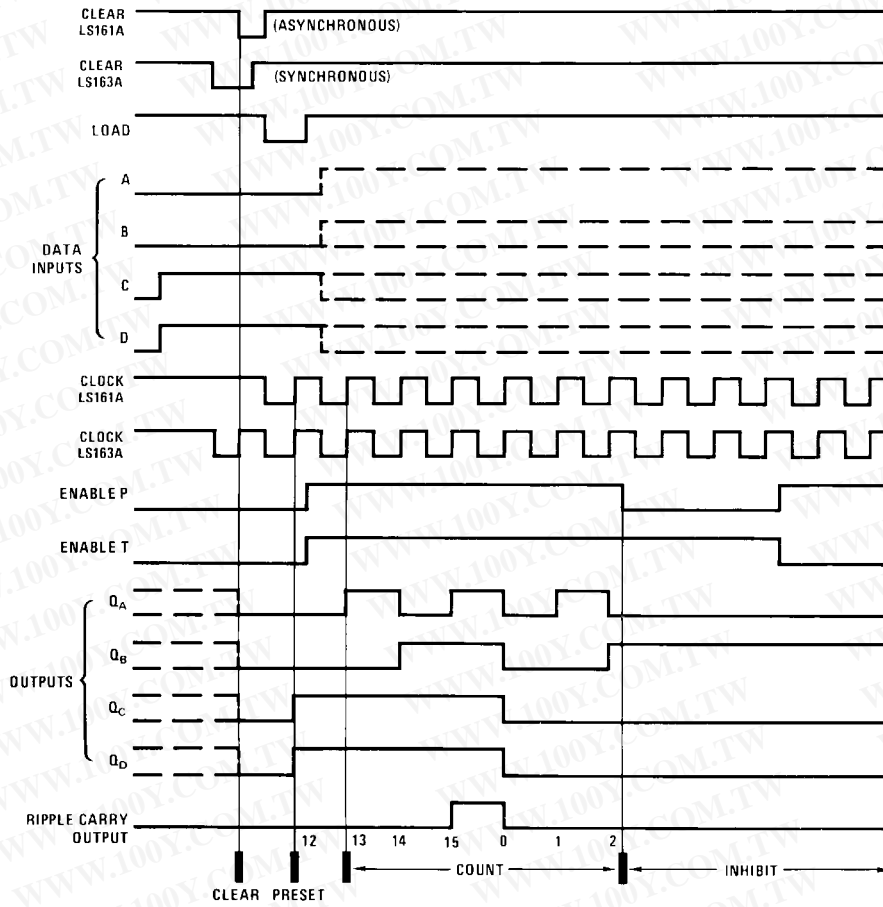 CLEAR
LS161A
(ASYNCHRONOUS)
CLEAR
LS163A
(SYNCHRONOUS)
LOAD
A
B
DATA
INPUTS
C
D
CLOCK
LS161A
CLOCK
LS163A
ENABLE P
ENABLE T
QA
QB
OUTPUTS
QC
QD
RIPPLE CARRY
OUTPUT
12 13 14 15 0 1 2
COUNT
INHIBIT
CLEAR PRESET
WWW.100Y.COM.TW